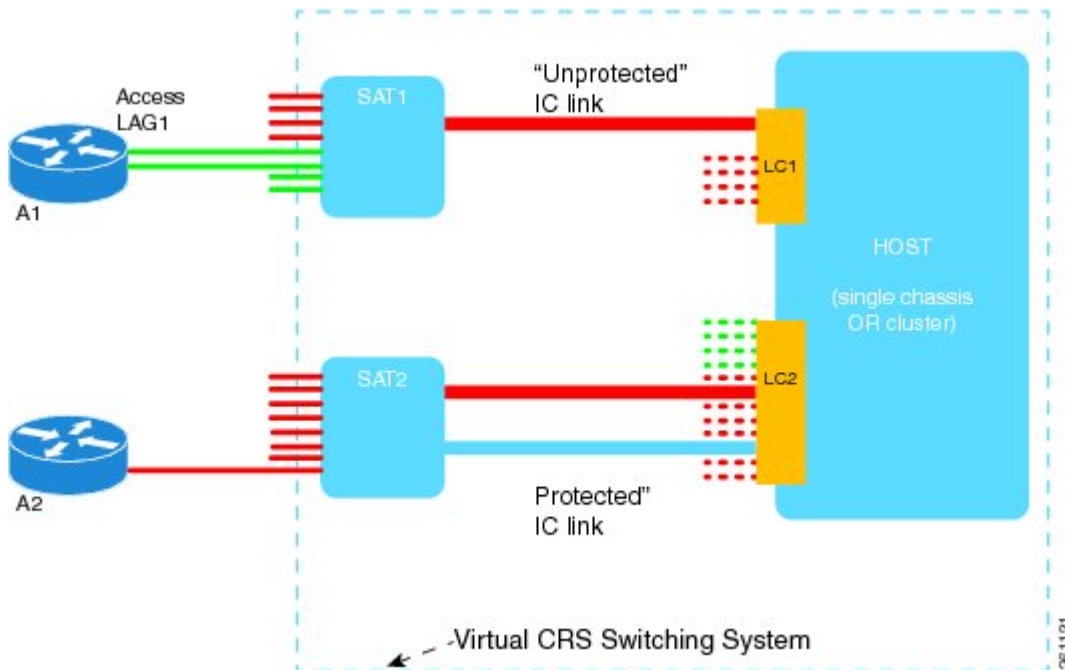 Access
LAG1
A1
SAT1
“Unprotected”
IC link
LC1
HOST
(single chassis
OR cluster)
SAT2
LC2
A2
Protected”
IC link
Virtual CRS Switching System